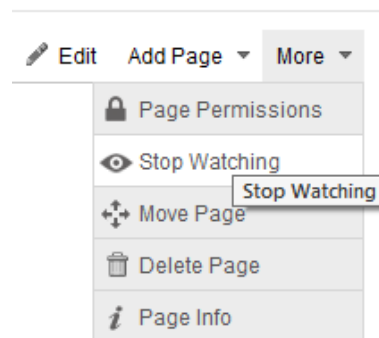 Edit Add Page More
Page Permissions
Stop Watching
Stop Watching
Move Page
Delete Page
Page Info